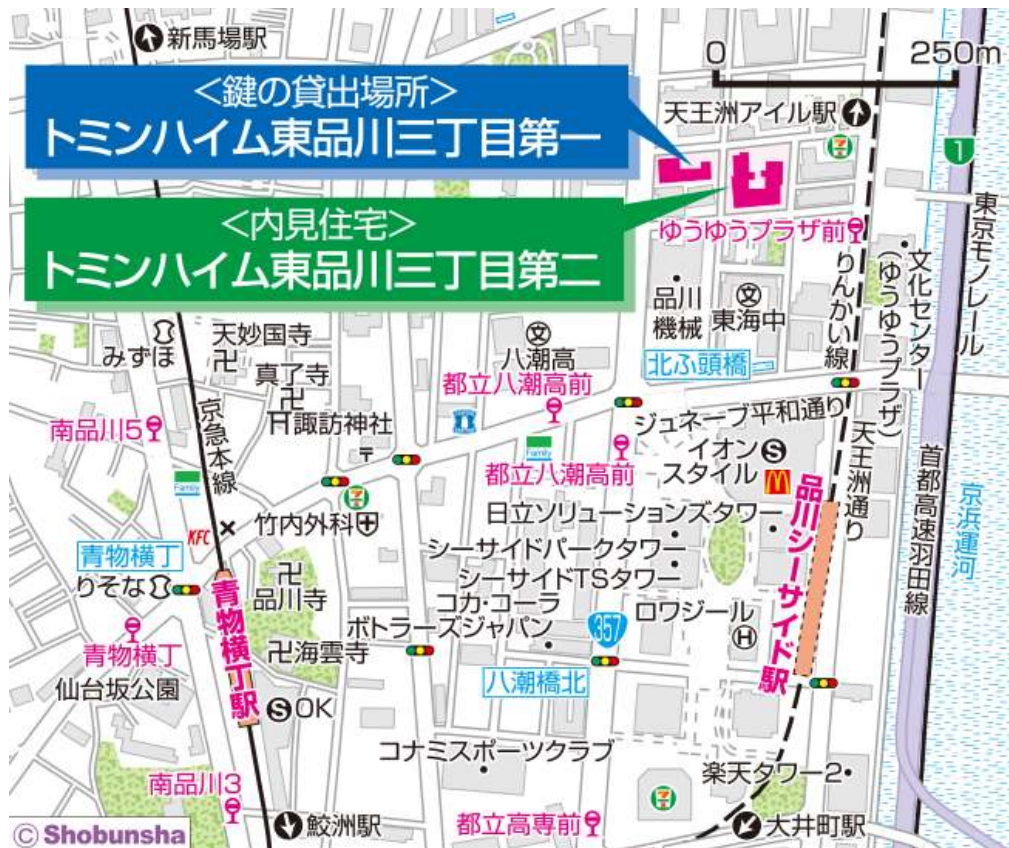 新馬場駅
0 250m
<鍵の貸出場所>
トミンハイム東品川三丁目第一
天王洲アイル駅
1
<内見住宅>
トミンハイム東品川三丁目第二
ゆうゆうプラザ前
東京モノレール
文化センター
(ゆうゆうプラザ)
りんかい線
品川
機械
文
東海中
みずほ
天妙国寺
卍
真了寺
卍
文
八潮高
北ふ頭橋
都立八潮高前
南品川5
京急本線
諏訪神社
〒
ジュネーブ平和通り
Family
都立八潮高前
イオン
スタイル
S
天王洲通り
首都高速羽田線
京浜運河
Family
KFC
竹内外科
日立ソリューションズタワー
品川シーサイド駅
シーサイドパークタワー
青物横丁
りそな
シーサイドTSタワー
卍
品川寺
コカ・コーラ
ボトラーズジャパン
357
ロワジール
H
青物横丁
青物横丁駅
卍海雲寺
八潮橋北
仙台坂公園
S OK
コナミスポーツクラブ
楽天タワー2
南品川3
鮫洲駅
都立高専前
大井町駅
© Shobunsha